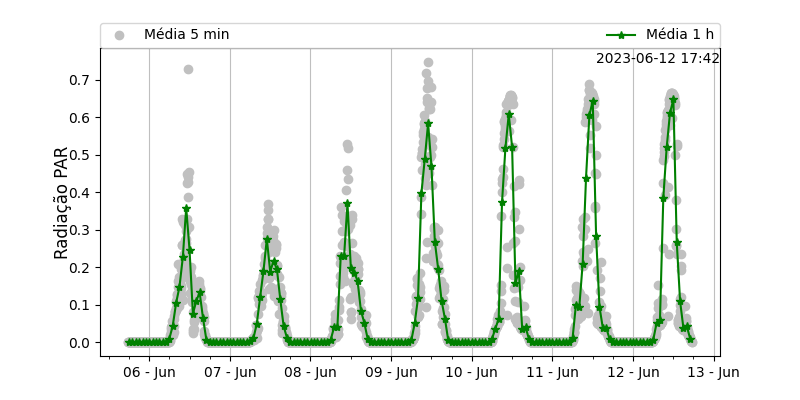 Média 5 min
Média 1 h
2023-06-12 17:42
Radiação PAR
0.7
0.6
0.5
0.4
0.3
0.2
0.1
0.0
06 - Jun
07 - Jun
08 - Jun
09 - Jun
10 - Jun
11 - Jun
12 - Jun
13 - Jun